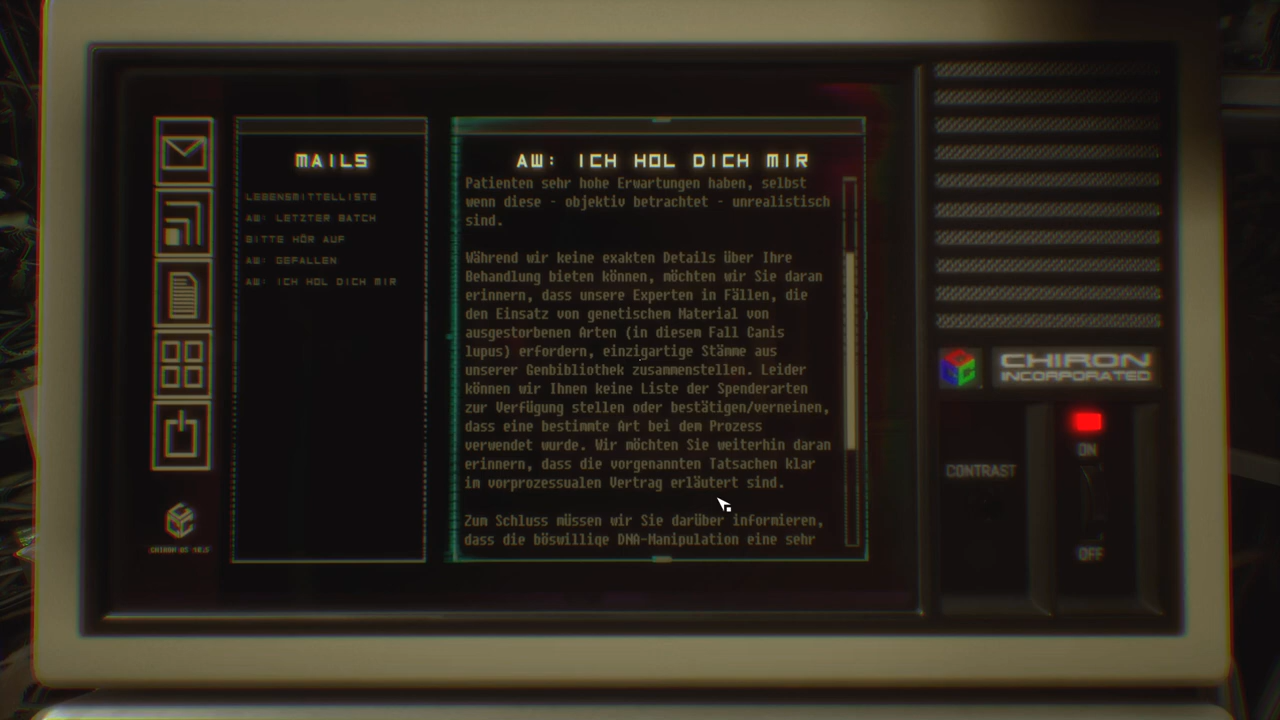 MAILS
LEBENSMITTELLISTE
AW: LETZTER BATCH
BITTE HÖR AUF
AW: GEFALLEN
AW: ICH HOL DICH MIR
AW: ICH HOL DICH MIR
Patienten sehr hohe Erwartungen haben, selbst
wenn diese - objektiv betrachtet - unrealistisch
sind.
Während wir keine exakten Details über Ihre
Behandlung bieten können, möchten wir Sie daran
erinnern, dass unsere Experten in Fällen, die
den Einsatz von genetischem Material von
ausgestorbenen Arten (in diesem Fall Canis
lupus) erfordern, einzigartige Stämme aus
unserer Genbibliothek zusammenstellen. Leider
können wir Ihnen keine Liste der Spenderarten
zur Verfügung stellen oder bestätigen/verneinen,
dass eine bestimmte Art bei dem Prozess
verwendet wurde. Wir möchten Sie weiterhin daran
erinnern, dass die vorgenannten Tatsachen klar
im vorprozessualen Vertrag erläutert sind.
Zum Schluss müssen wir Sie darüber informieren,
dass die böswillige DNA-Manipulation eine sehr
CHIRON
INCORPORATED
CONTRAST
ON
OFF